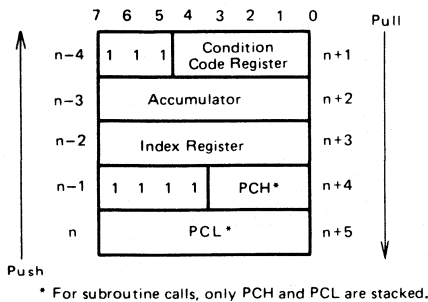 7 6 5 4 3 2 1 0
Pull
n-4 1 1 1 Condition Code Register n+1
n-3 Accumulator n+2
n-2 Index Register n+3
n-1 1 1 1 1 PCH* n+4
n PCL* n+5
Push
* For subroutine calls, only PCH and PCL are stacked.